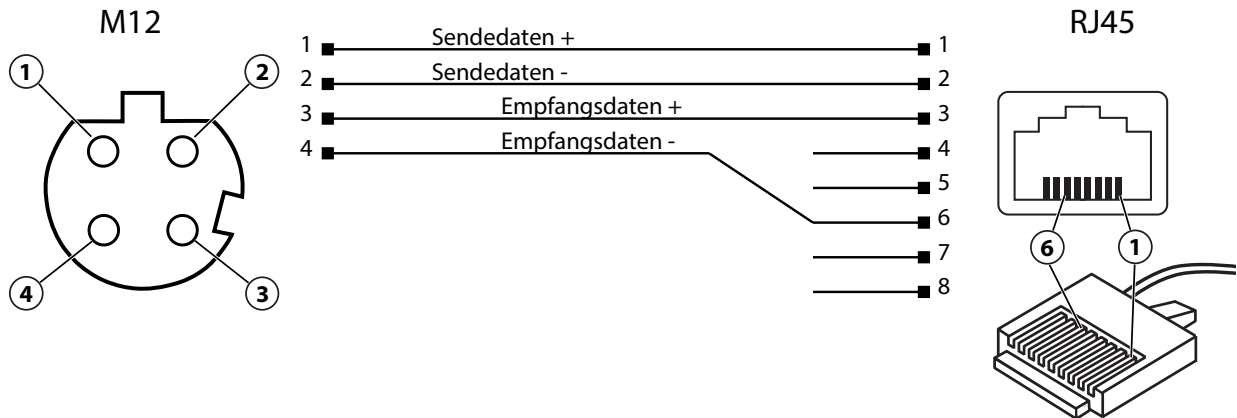 M12
RJ45
1 Sendedaten + 1
2 Sendedaten - 2
3 Empfangsdaten + 3
4 Empfangsdaten - 4
5
6
7
8
1
2
4
3
6
1